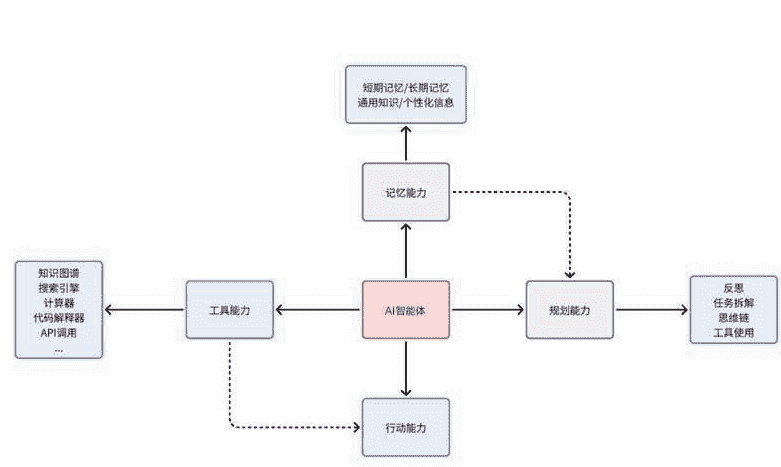 短期记忆/长期记忆
通用知识/个性化信息
记忆能力
知识图谱
搜索引擎
计算器
代码解释器
API调用
...
工具能力
AI智能体
规划能力
反思
任务拆解
思维链
工具使用
行动能力